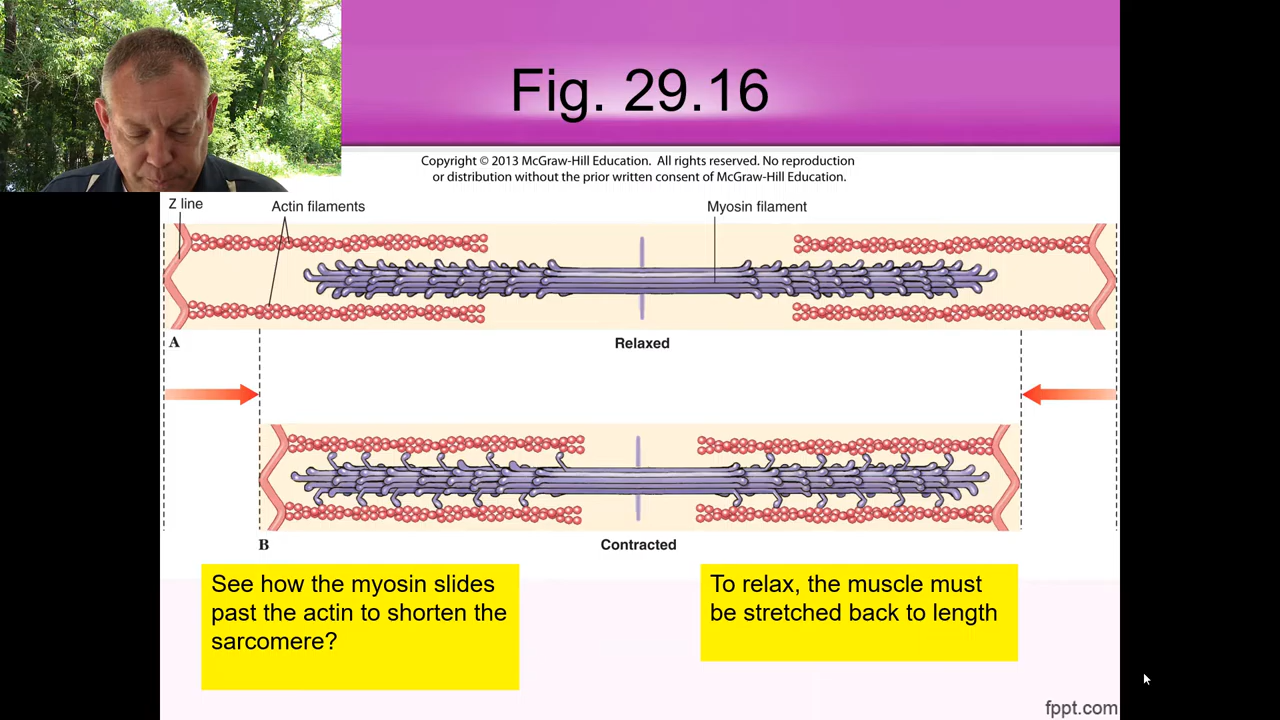 Fig. 29.16
Copyright © 2013 McGraw-Hill Education. All rights reserved. No reproduction
or distribution without the prior written consent of McGraw-Hill Education.
Z line
Actin filaments
Myosin filament
A
Relaxed
B
Contracted
See how the myosin slides
past the actin to shorten the
sarcomere?
To relax, the muscle must
be stretched back to length
fppt.com